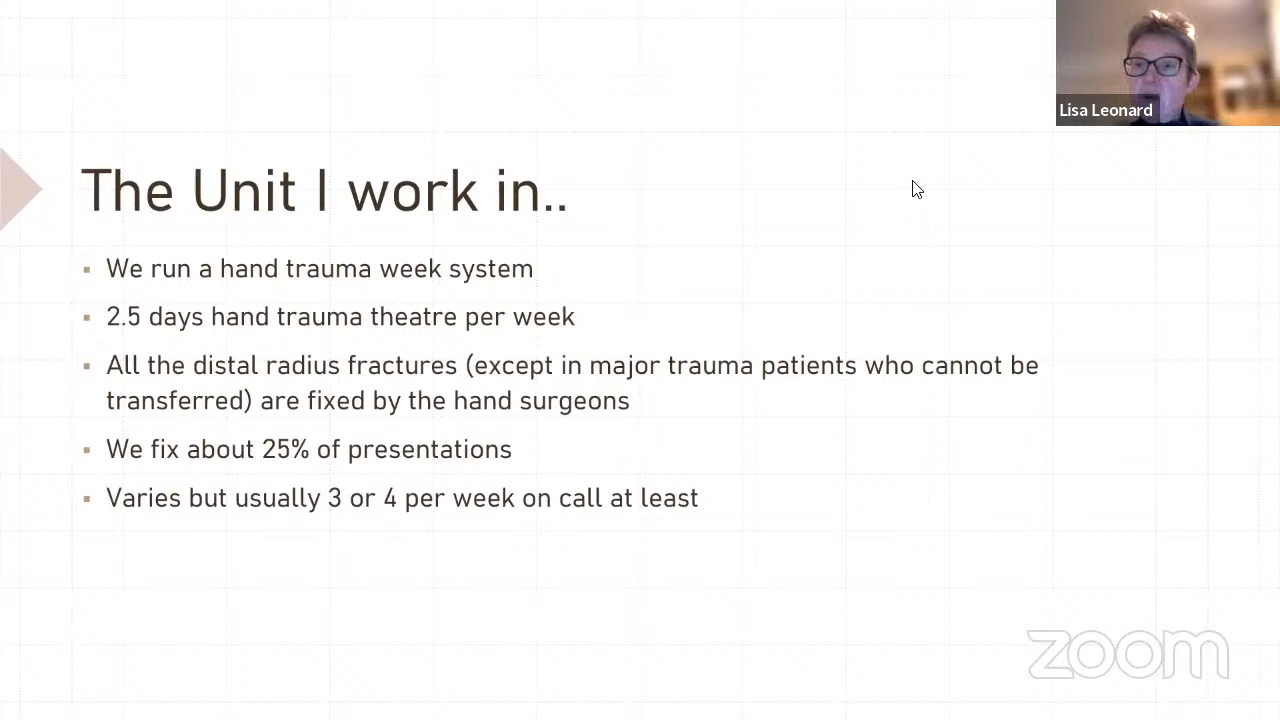 Lisa Leonard
The Unit I work in..
▪ We run a hand trauma week system
▪ 2.5 days hand trauma theatre per week
▪ All the distal radius fractures (except in major trauma patients who cannot be
transferred) are fixed by the hand surgeons
▪ We fix about 25% of presentations
▪ Varies but usually 3 or 4 per week on call at least
zoom